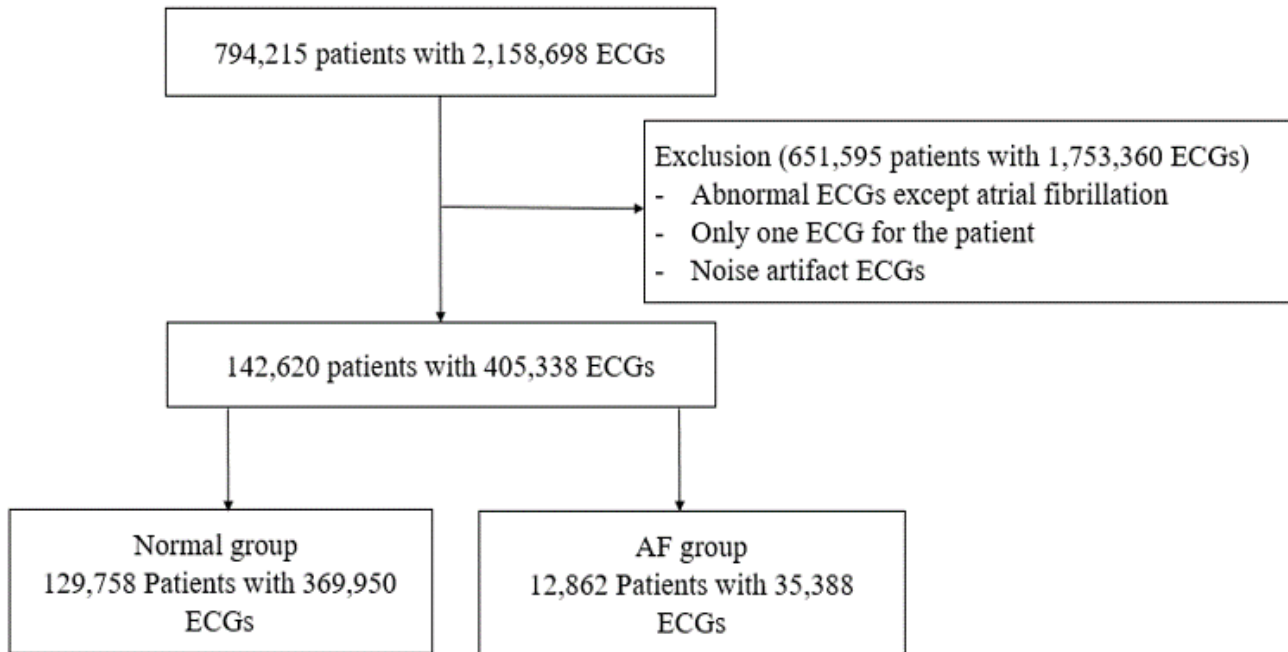 794,215 patients with 2,158,698 ECGs
Exclusion (651,595 patients with 1,753,360 ECGs)
- Abnormal ECGs except atrial fibrillation
- Only one ECG for the patient
- Noise artifact ECGs
142,620 patients with 405,338 ECGs
Normal group
129,758 Patients with 369,950
ECGs
AF group
12,862 Patients with 35,388
ECGs